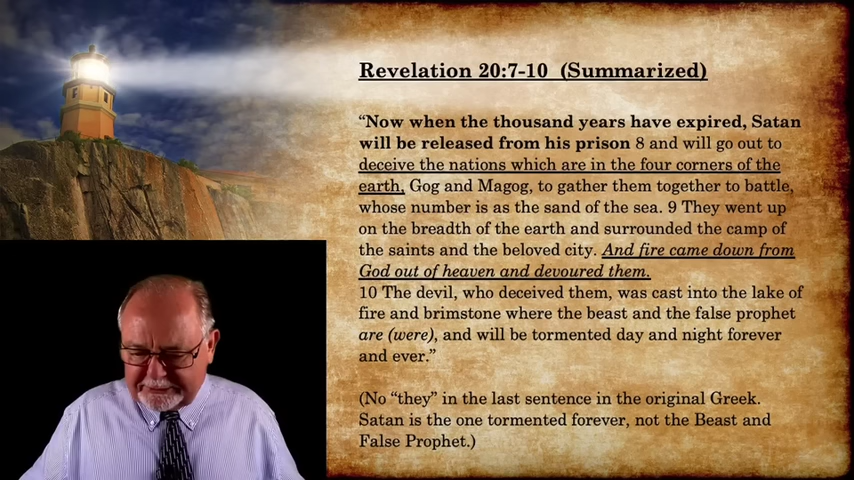 Revelation 20:7-10  (Summarized)
“Now when the thousand years have expired, Satan
will be released from his prison 8 and will go out to
deceive the nations which are in the four corners of the
earth, Gog and Magog, to gather them together to battle,
whose number is as the sand of the sea. 9 They went up
on the breadth of the earth and surrounded the camp of
the saints and the beloved city. And fire came down from
God out of heaven and devoured them.
10 The devil, who deceived them, was cast into the lake of
fire and brimstone where the beast and the false prophet
are (were), and will be tormented day and night forever
and ever.”
(No “they” in the last sentence in the original Greek.
Satan is the one tormented forever, not the Beast and
False Prophet.)